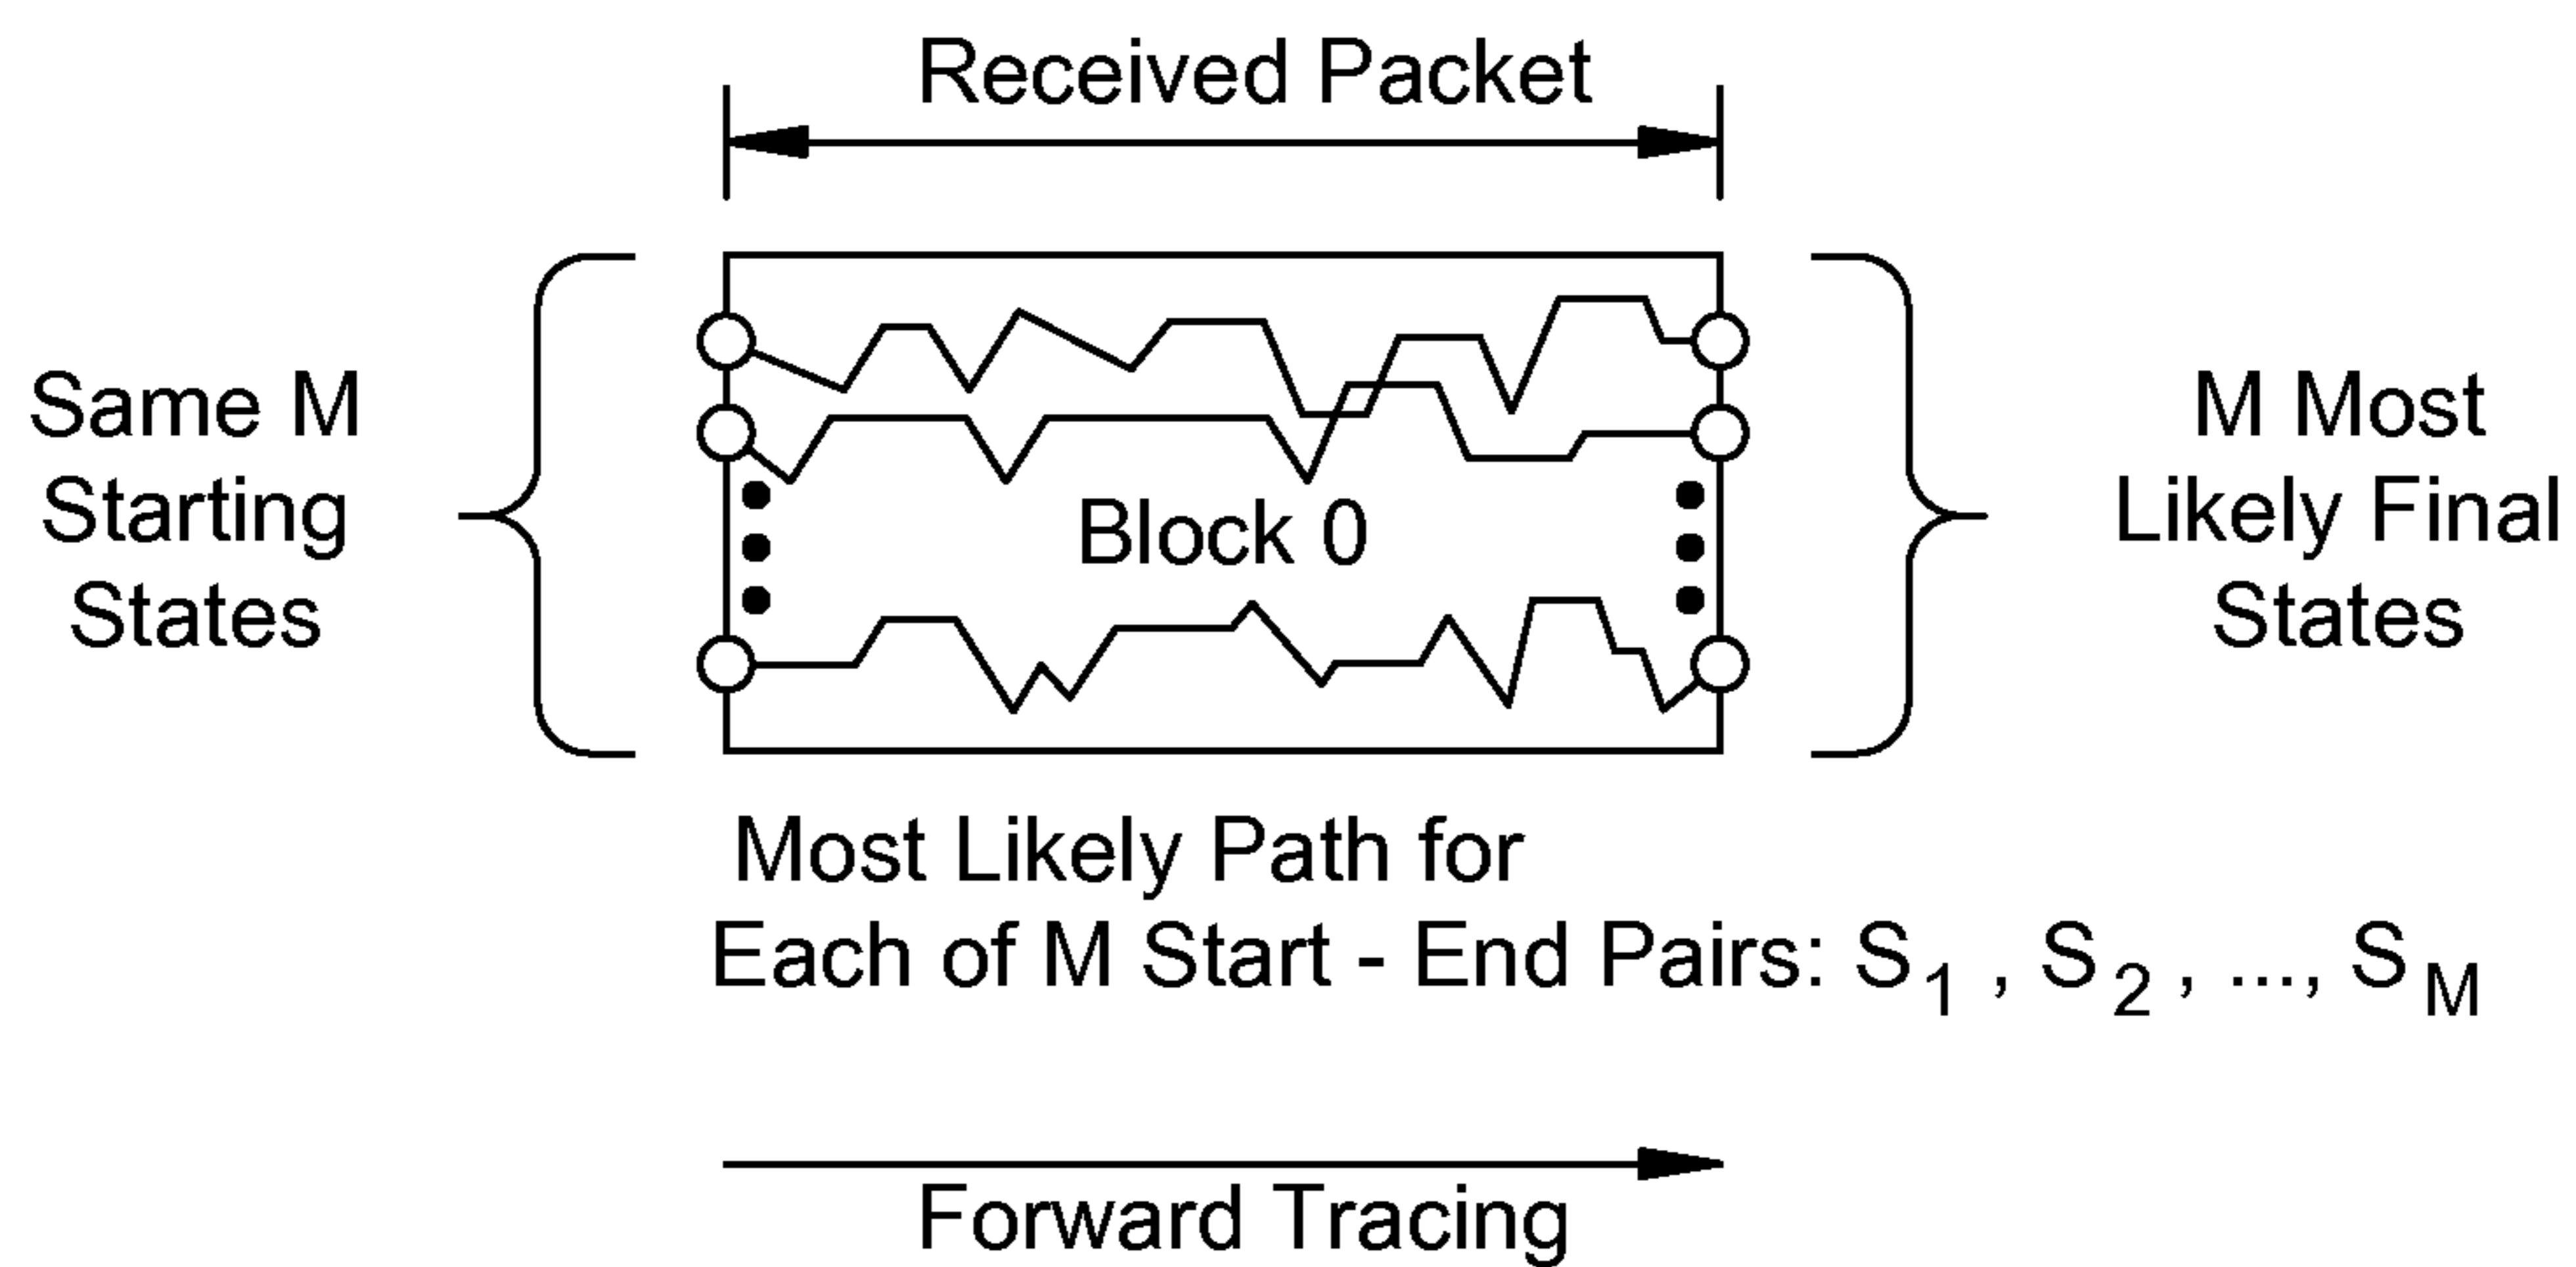 Received Packet
Same M
Starting
States
Block 0
M Most
Likely Final
States
Most Likely Path for
Each of M Start - End Pairs: S1 , S2 , ..., SM
Forward Tracing